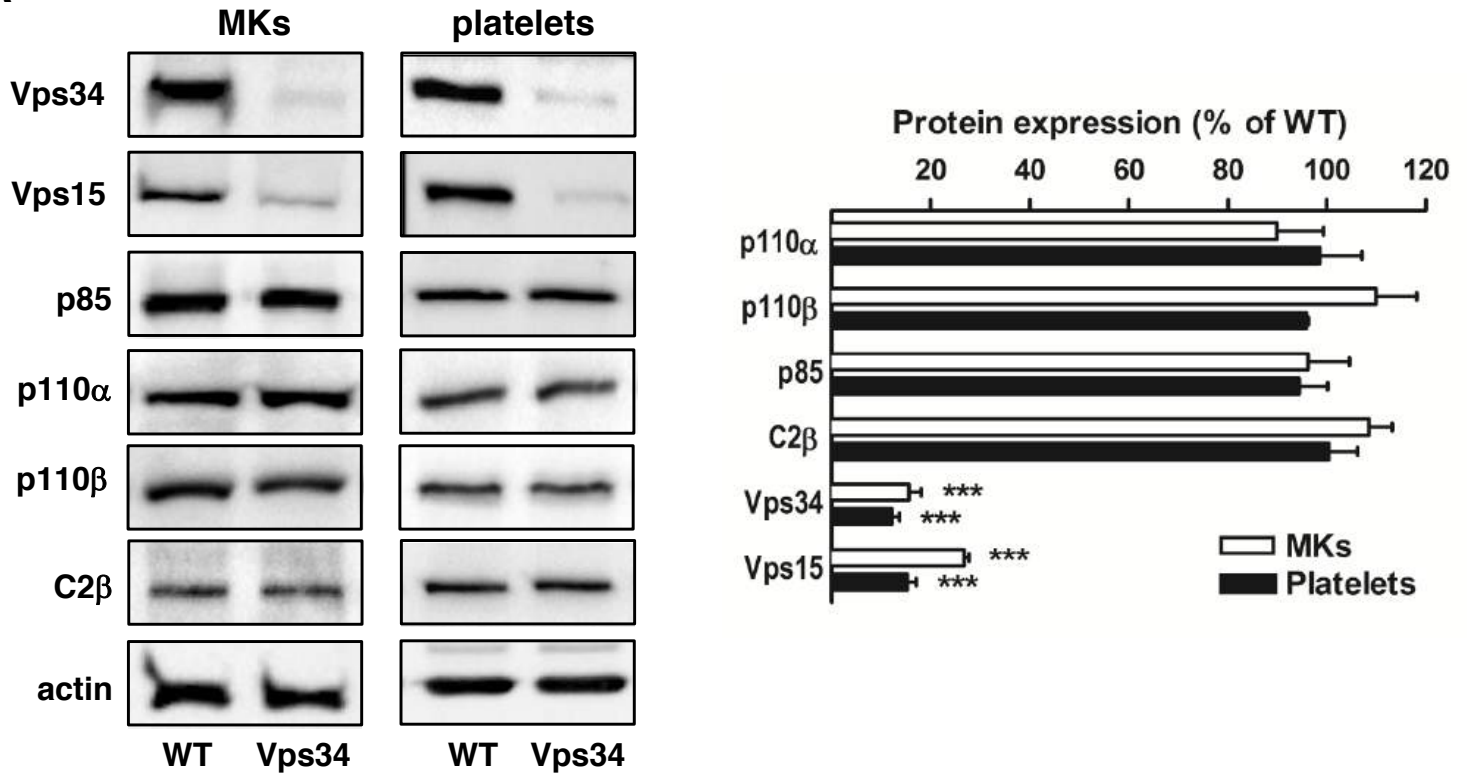 MKs platelets
Vps34
Vps15
p85
p110α
p110β
C2β
actin
WT Vps34 WT Vps34
Protein expression (% of WT)
20 40 60 80 100 120
p110α
p110β
p85
C2β
Vps34 ***
***
Vps15 ***
***
MKs
Platelets